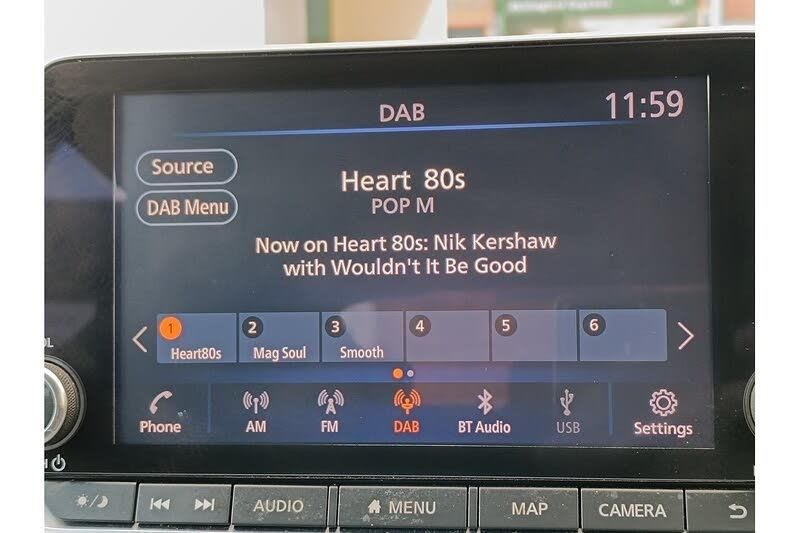 DAB
11:59
Source
Heart 80s
DAB Menu
POP M
Now on Heart 80s: Nik Kershaw
with Wouldn't It Be Good
1
Heart80s
2
Mag Soul
3
Smooth
4
5
6
Phone
AM
FM
DAB
BT Audio
USB
Settings
AUDIO
MENU
MAP
CAMERA